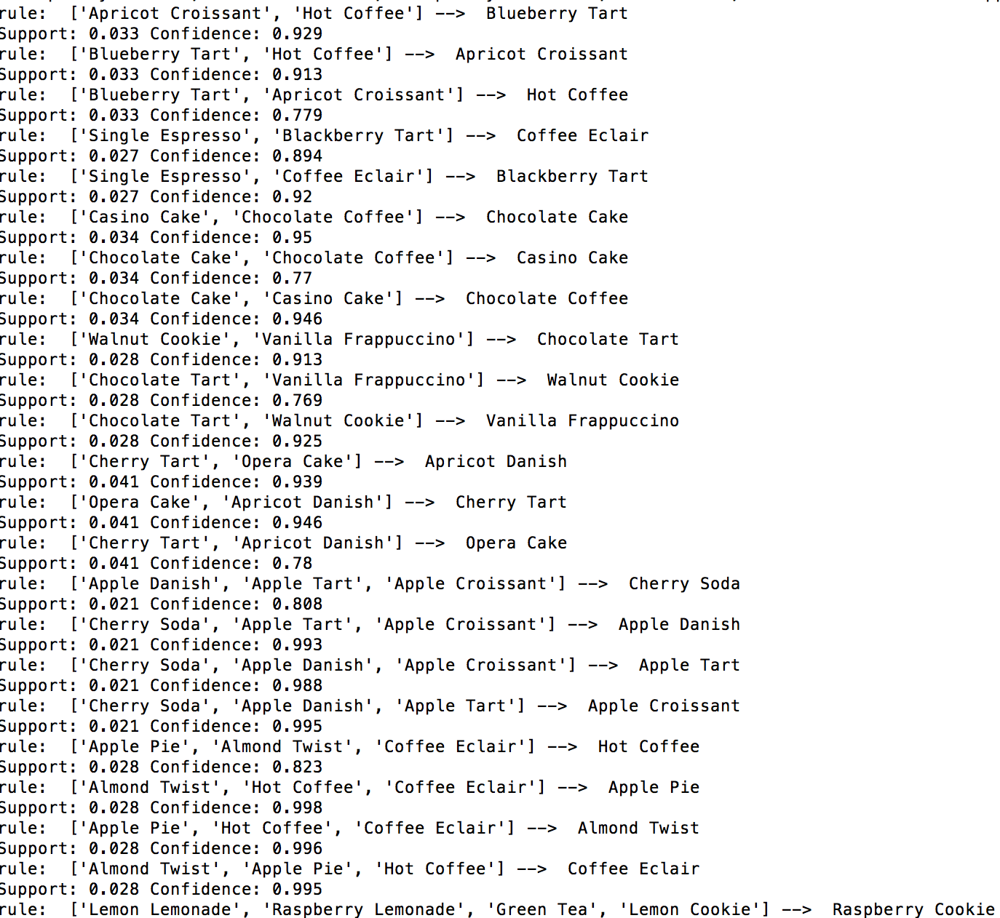 rule:  ['Apricot Croissant', 'Hot Coffee'] -->  Blueberry Tart
Support: 0.033 Confidence: 0.929
rule:  ['Blueberry Tart', 'Hot Coffee'] -->  Apricot Croissant
Support: 0.033 Confidence: 0.913
rule:  ['Blueberry Tart', 'Apricot Croissant'] -->  Hot Coffee
Support: 0.033 Confidence: 0.779
rule:  ['Single Espresso', 'Blackberry Tart'] -->  Coffee Eclair
Support: 0.027 Confidence: 0.894
rule:  ['Single Espresso', 'Coffee Eclair'] -->  Blackberry Tart
Support: 0.027 Confidence: 0.92
rule:  ['Casino Cake', 'Chocolate Coffee'] -->  Chocolate Cake
Support: 0.034 Confidence: 0.95
rule:  ['Chocolate Cake', 'Chocolate Coffee'] -->  Casino Cake
Support: 0.034 Confidence: 0.77
rule:  ['Chocolate Cake', 'Casino Cake'] -->  Chocolate Coffee
Support: 0.034 Confidence: 0.946
rule:  ['Walnut Cookie', 'Vanilla Frappuccino'] -->  Chocolate Tart
Support: 0.028 Confidence: 0.913
rule:  ['Chocolate Tart', 'Vanilla Frappuccino'] -->  Walnut Cookie
Support: 0.028 Confidence: 0.769
rule:  ['Chocolate Tart', 'Walnut Cookie'] -->  Vanilla Frappuccino
Support: 0.028 Confidence: 0.925
rule:  ['Cherry Tart', 'Opera Cake'] -->  Apricot Danish
Support: 0.041 Confidence: 0.939
rule:  ['Opera Cake', 'Apricot Danish'] -->  Cherry Tart
Support: 0.041 Confidence: 0.946
rule:  ['Cherry Tart', 'Apricot Danish'] -->  Opera Cake
Support: 0.041 Confidence: 0.78
rule:  ['Apple Danish', 'Apple Tart', 'Apple Croissant'] -->  Cherry Soda
Support: 0.021 Confidence: 0.808
rule:  ['Cherry Soda', 'Apple Tart', 'Apple Croissant'] -->  Apple Danish
Support: 0.021 Confidence: 0.993
rule:  ['Cherry Soda', 'Apple Danish', 'Apple Croissant'] -->  Apple Tart
Support: 0.021 Confidence: 0.988
rule:  ['Cherry Soda', 'Apple Danish', 'Apple Tart'] -->  Apple Croissant
Support: 0.021 Confidence: 0.995
rule:  ['Apple Pie', 'Almond Twist', 'Coffee Eclair'] -->  Hot Coffee
Support: 0.028 Confidence: 0.823
rule:  ['Almond Twist', 'Hot Coffee', 'Coffee Eclair'] -->  Apple Pie
Support: 0.028 Confidence: 0.998
rule:  ['Apple Pie', 'Hot Coffee', 'Coffee Eclair'] -->  Almond Twist
Support: 0.028 Confidence: 0.996
rule:  ['Almond Twist', 'Apple Pie', 'Hot Coffee'] -->  Coffee Eclair
Support: 0.028 Confidence: 0.995
rule:  ['Lemon Lemonade', 'Raspberry Lemonade', 'Green Tea', 'Lemon Cookie'] -->  Raspberry Cookie